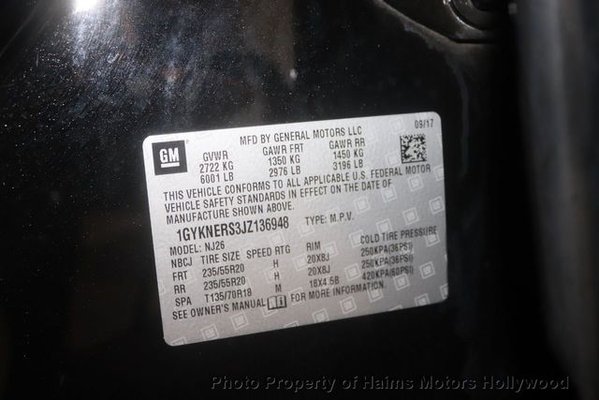 MFD BY GENERAL MOTORS LLC 09/17
GM GVWR GAWR FRT GAWR RR
2722 KG 1350 KG 1450 KG
6001 LB 2976 LB 3196 LB
THIS VEHICLE CONFORMS TO ALL APPLICABLE U.S. FEDERAL MOTOR
VEHICLE SAFETY STANDARDS IN EFFECT ON THE DATE OF
MANUFACTURE SHOWN ABOVE.
1GYKNERS3JZ136948 TYPE: M.P.V.
MODEL: NJ26
NBCJ TIRE SIZE SPEED RTG RIM COLD TIRE PRESSURE
FRT 235/55R20 H 20X8J 250KPA(36PSI)
RR 235/55R20 H 20X8J 250KPA(36PSI)
SPA T135/70R18 M 18X4.5B 420KPA(60PSI)
SEE OWNER'S MANUAL FOR MORE INFORMATION.
Photo Property of Haims Motors Hollywood